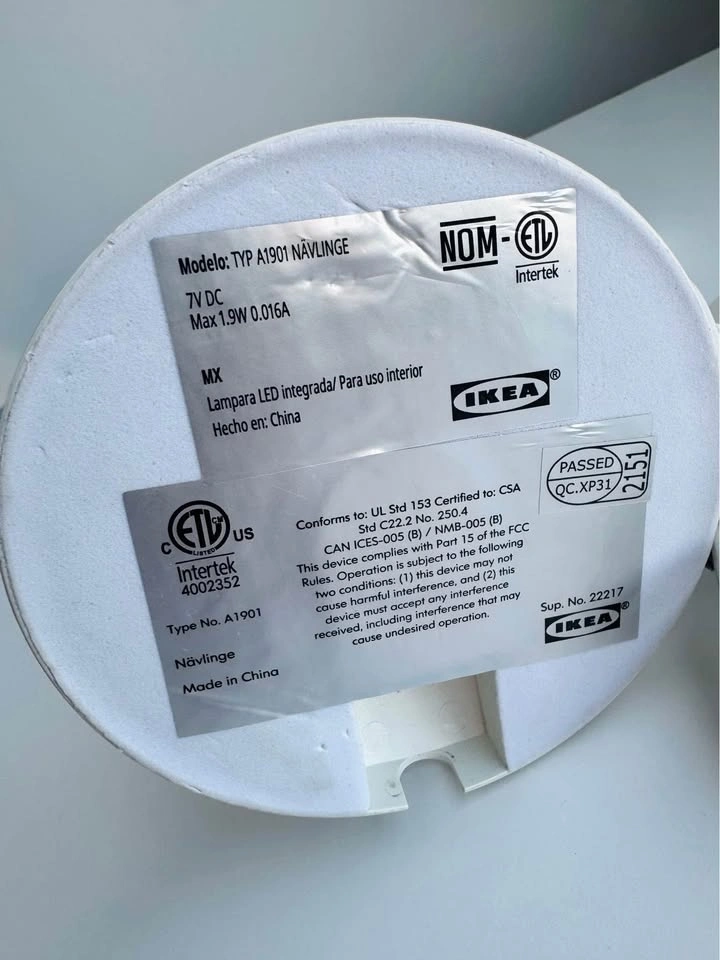 Modelo: TYP A1901 NÄVLINGE
7V DC
Max 1.9W 0.016A
NOM-ETL
Intertek
MX
Lampara LED integrada/ Para uso interior
Hecho en: China
IKEA®
PASSED
QC.XP31
2151
C ETL CM US
LISTED
Intertek
4002352
Type No. A1901
Nävlinge
Made in China
Conforms to: UL Std 153 Certified to: CSA
Std C22.2 No. 250.4
CAN ICES-005 (B) / NMB-005 (B)
This device complies with Part 15 of the FCC
Rules. Operation is subject to the following
two conditions: (1) this device may not
cause harmful interference, and (2) this
device must accept any interference
received, including interference that may
cause undesired operation.
Sup. No. 22217
IKEA®